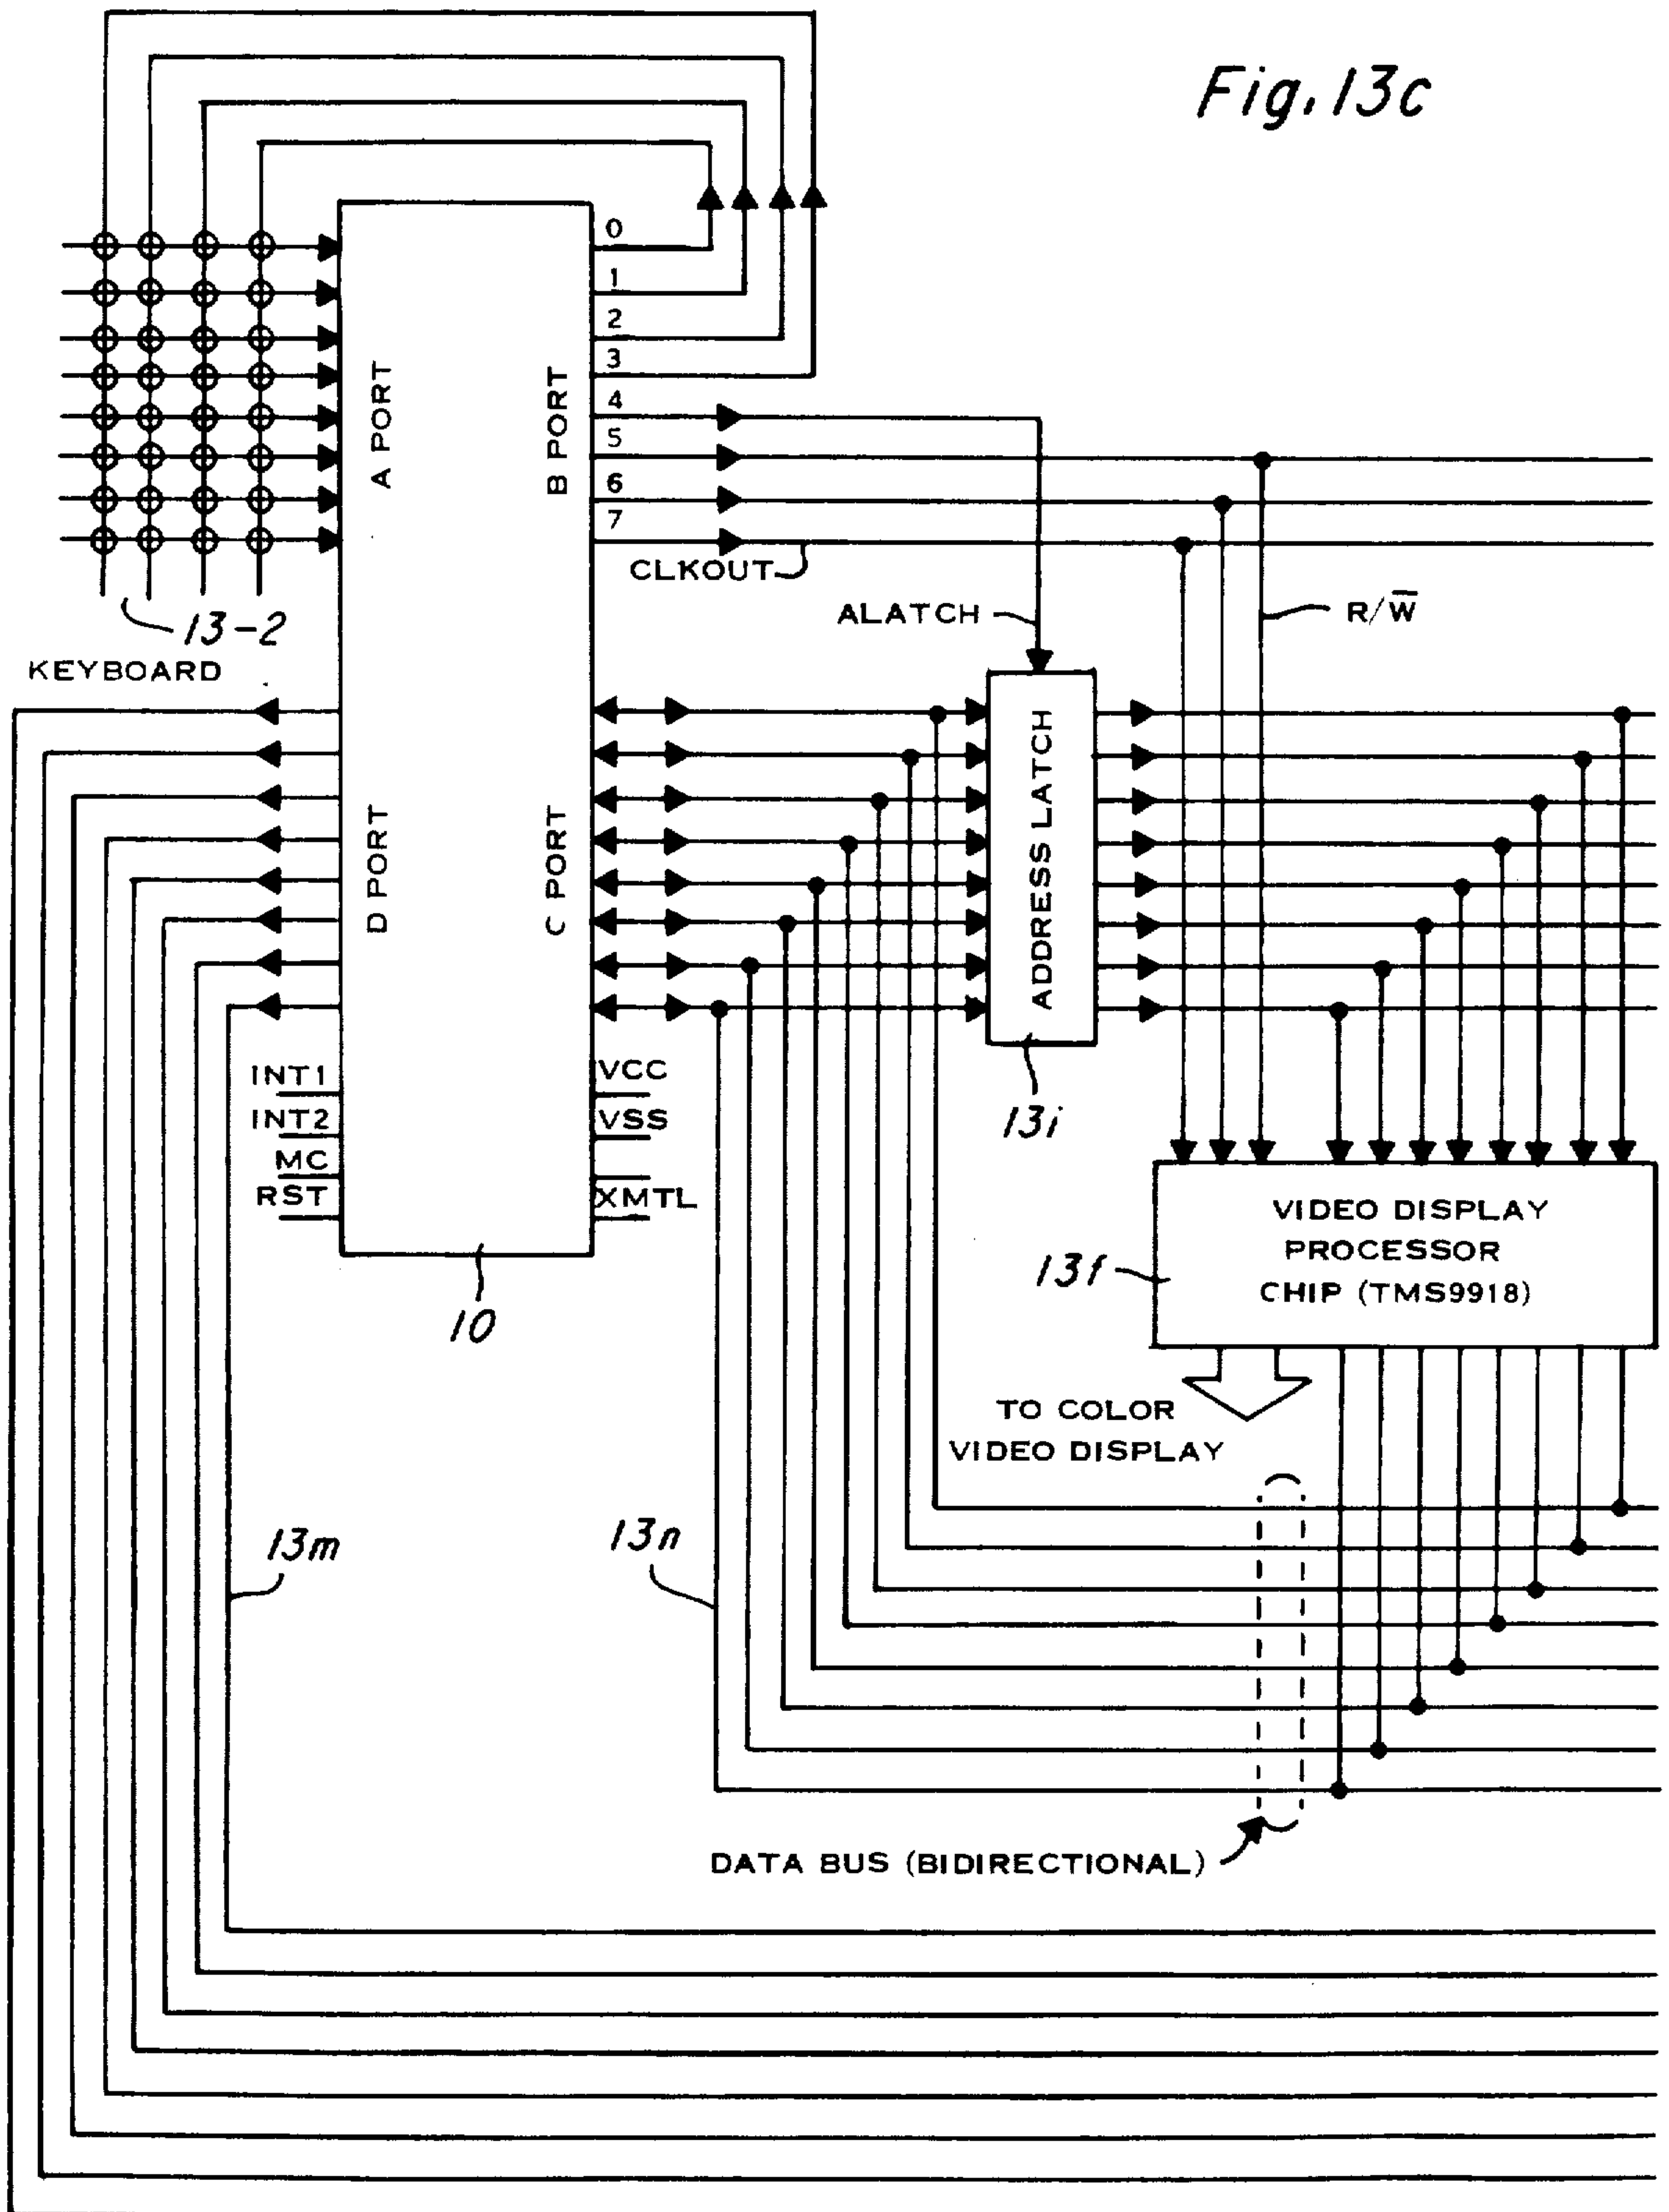 Fig. 13c
0
1
2
3
4
5
6
7
A PORT
B PORT
CLKOUT
13-2
KEYBOARD
ALATCH
R/W̅
D PORT
C PORT
ADDRESS LATCH
13i
INT1
INT2
MC
RST
VCC
VSS
XMTL
10
VIDEO DISPLAY
PROCESSOR
CHIP (TMS9918)
13f
TO COLOR
VIDEO DISPLAY
13m
13n
DATA BUS (BIDIRECTIONAL)